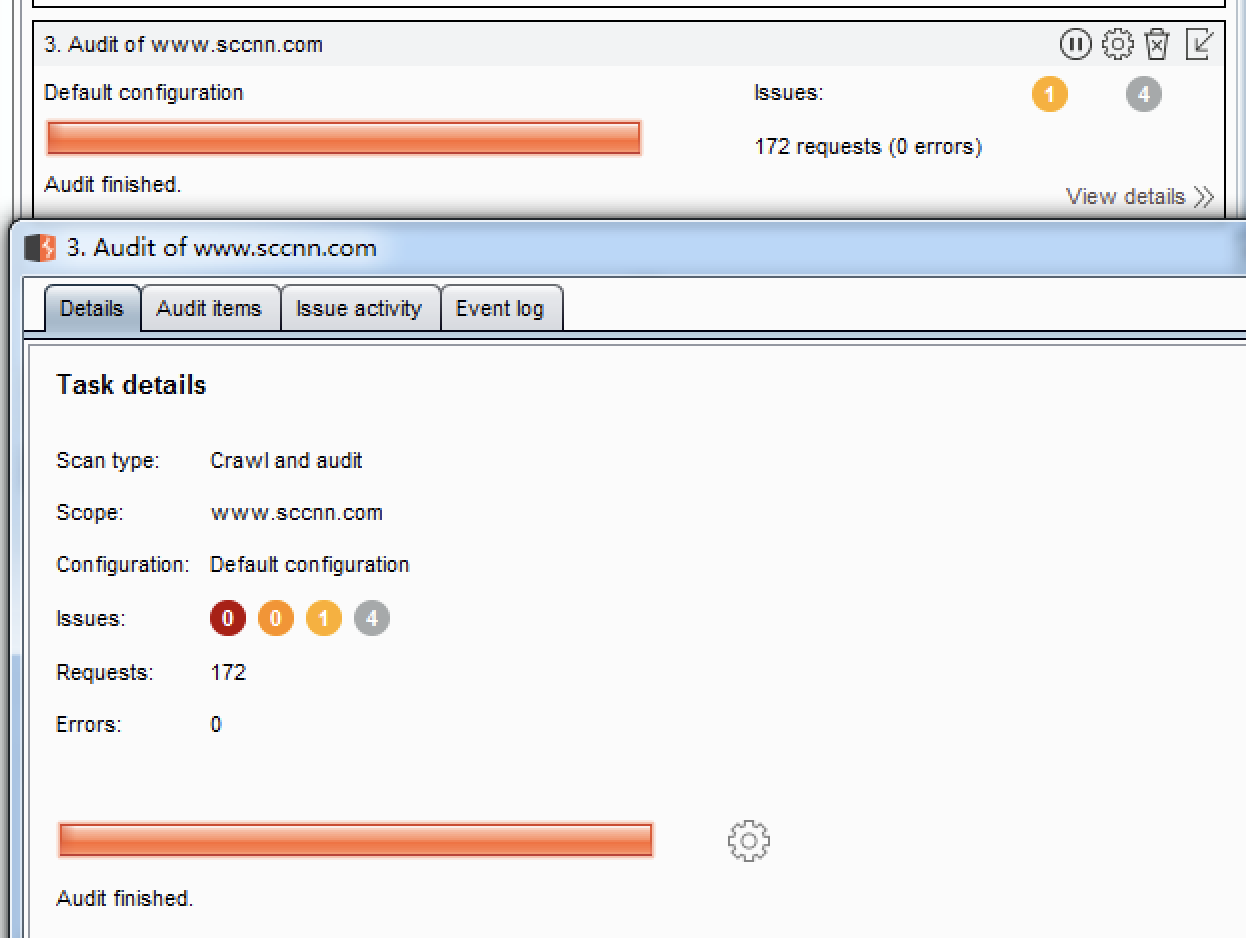 3. Audit of www.sccnn.com
Default configuration
Issues: 1 4
172 requests (0 errors)
Audit finished.
View details
3. Audit of www.sccnn.com
Details Audit items Issue activity Event log
Task details
Scan type: Crawl and audit
Scope: www.sccnn.com
Configuration: Default configuration
Issues: 0 0 1 4
Requests: 172
Errors: 0
Audit finished.